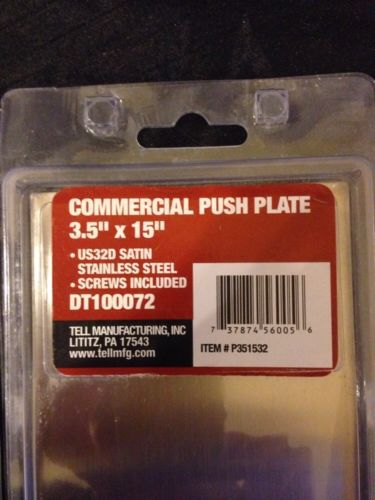 COMMERCIAL PUSH PLATE
3.5" x 15"
• US32D SATIN
STAINLESS STEEL
• SCREWS INCLUDED
DT100072
TELL MANUFACTURING, INC
LITITZ, PA 17543
www.tellmfg.com
7 37874 56005 6
ITEM # P351532